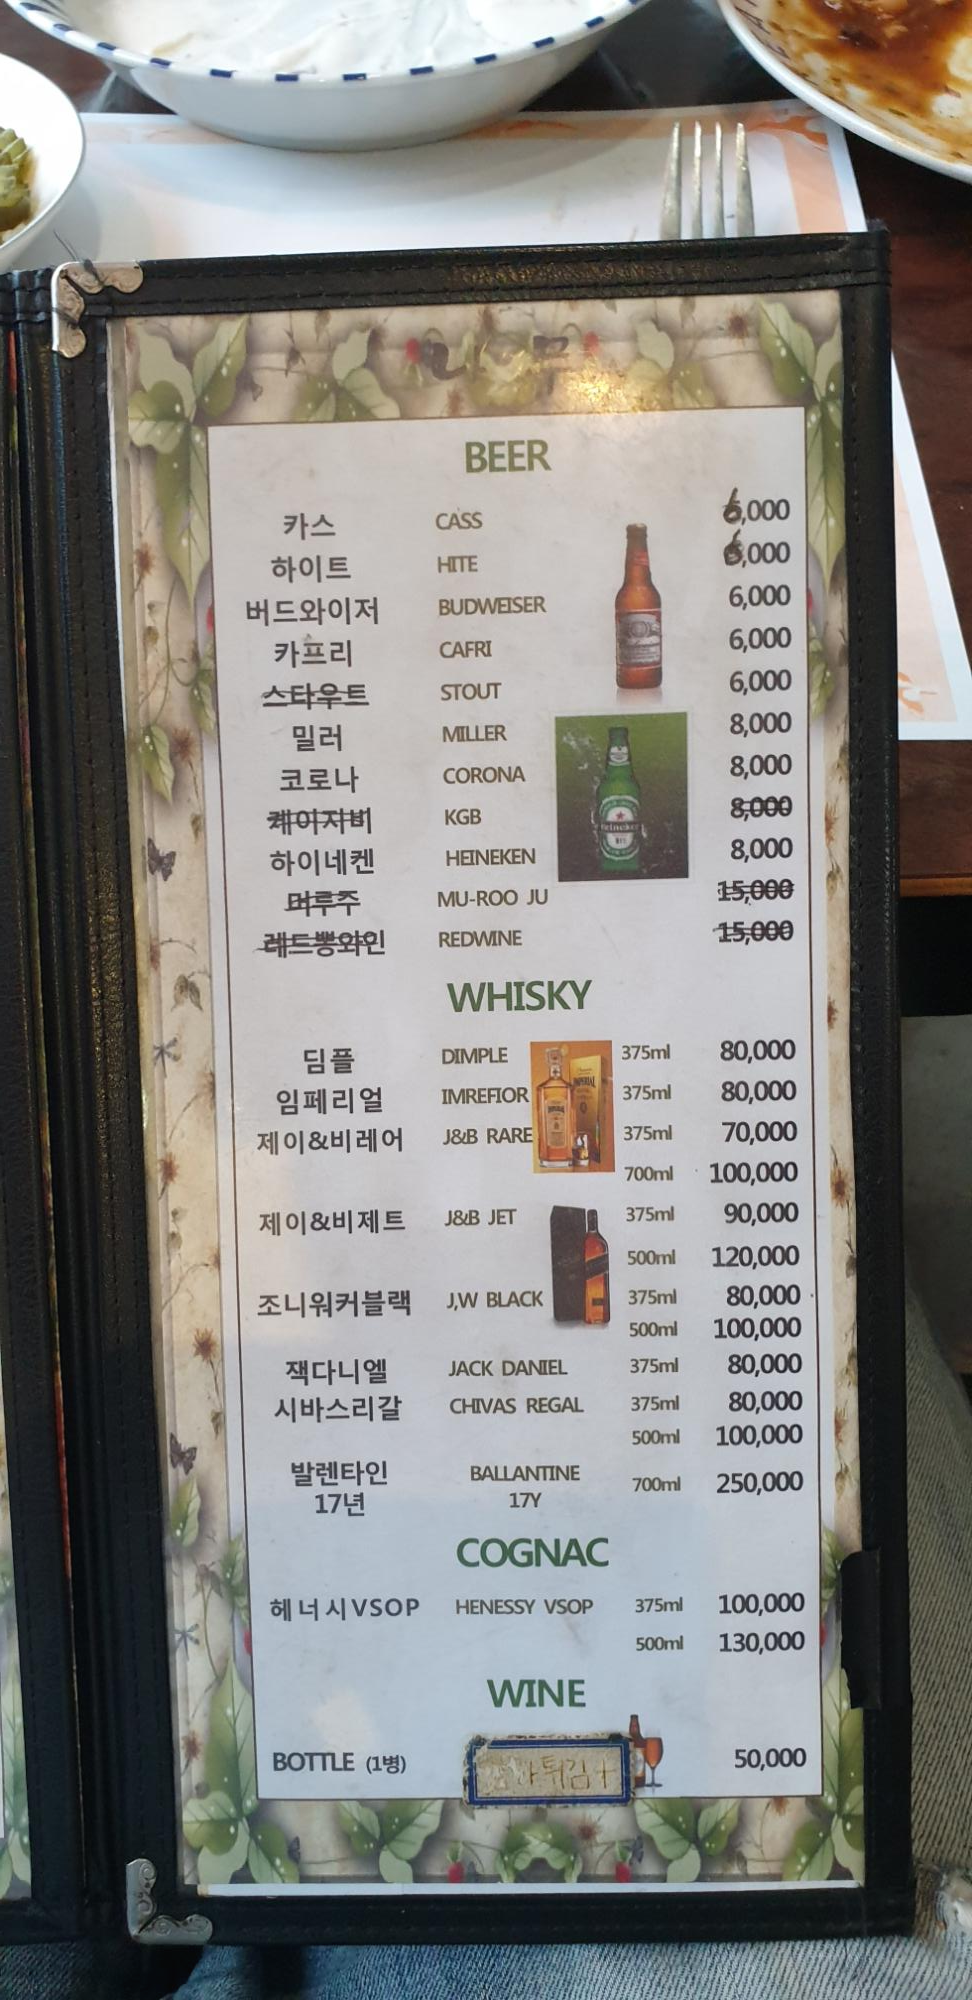 BEER
카스 CASS 6,000
하이트 HITE 6,000
버드와이저 BUDWEISER 6,000
카프리 CAFRI 6,000
스타우트 STOUT 6,000
밀러 MILLER 8,000
코로나 CORONA 8,000
케이지비 KGB 8,000
하이네켄 HEINEKEN 8,000
머루주 MU-ROO JU 15,000
레드뽕와인 REDWINE 15,000
WHISKY
딤플 DIMPLE 375ml 80,000
임페리얼 IMREFIOR 375ml 80,000
제이&비레어 J&B RARE 375ml 70,000
700ml 100,000
제이&비제트 J&B JET 375ml 90,000
500ml 120,000
조니워커블랙 J,W BLACK 375ml 80,000
500ml 100,000
잭다니엘 JACK DANIEL 375ml 80,000
시바스리갈 CHIVAS REGAL 375ml 80,000
500ml 100,000
발렌타인 17년 BALLANTINE 17Y 700ml 250,000
COGNAC
헤너시VSOP HENESSY VSOP 375ml 100,000
500ml 130,000
WINE
BOTTLE (1병) 50,000
튀김